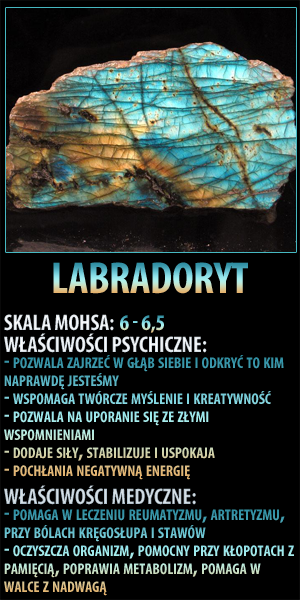 LABRADORYT
SKALA MOHSA: 6 - 6,5
WŁAŚCIWOŚCI PSYCHICZNE:
- POZWALA ZAJRZEĆ W GŁĄB SIEBIE I ODKRYĆ TO KIM
NAPRAWDĘ JESTEŚMY
- WSPOMAGA TWÓRCZE MYŚLENIE I KREATYWNOŚĆ
- POZWALA NA UPORANIE SIĘ ZE ZŁYMI
WSPOMNIENIAMI
- DODAJE SIŁY, STABILIZUJE I USPOKAJA
- POCHŁANIA NEGATYWNĄ ENERGIĘ
WŁAŚCIWOŚCI MEDYCZNE:
- POMAGA W LECZENIU REUMATYZMU, ARTRETYZMU,
PRZY BÓLACH KRĘGOSŁUPA I STAWÓW
- OCZYSZCZA ORGANIZM, POMOCNY PRZY KŁOPOTACH Z
PAMIĘCIĄ, POPRAWIA METABOLIZM, POMAGA W
WALCE Z NADWAGĄ